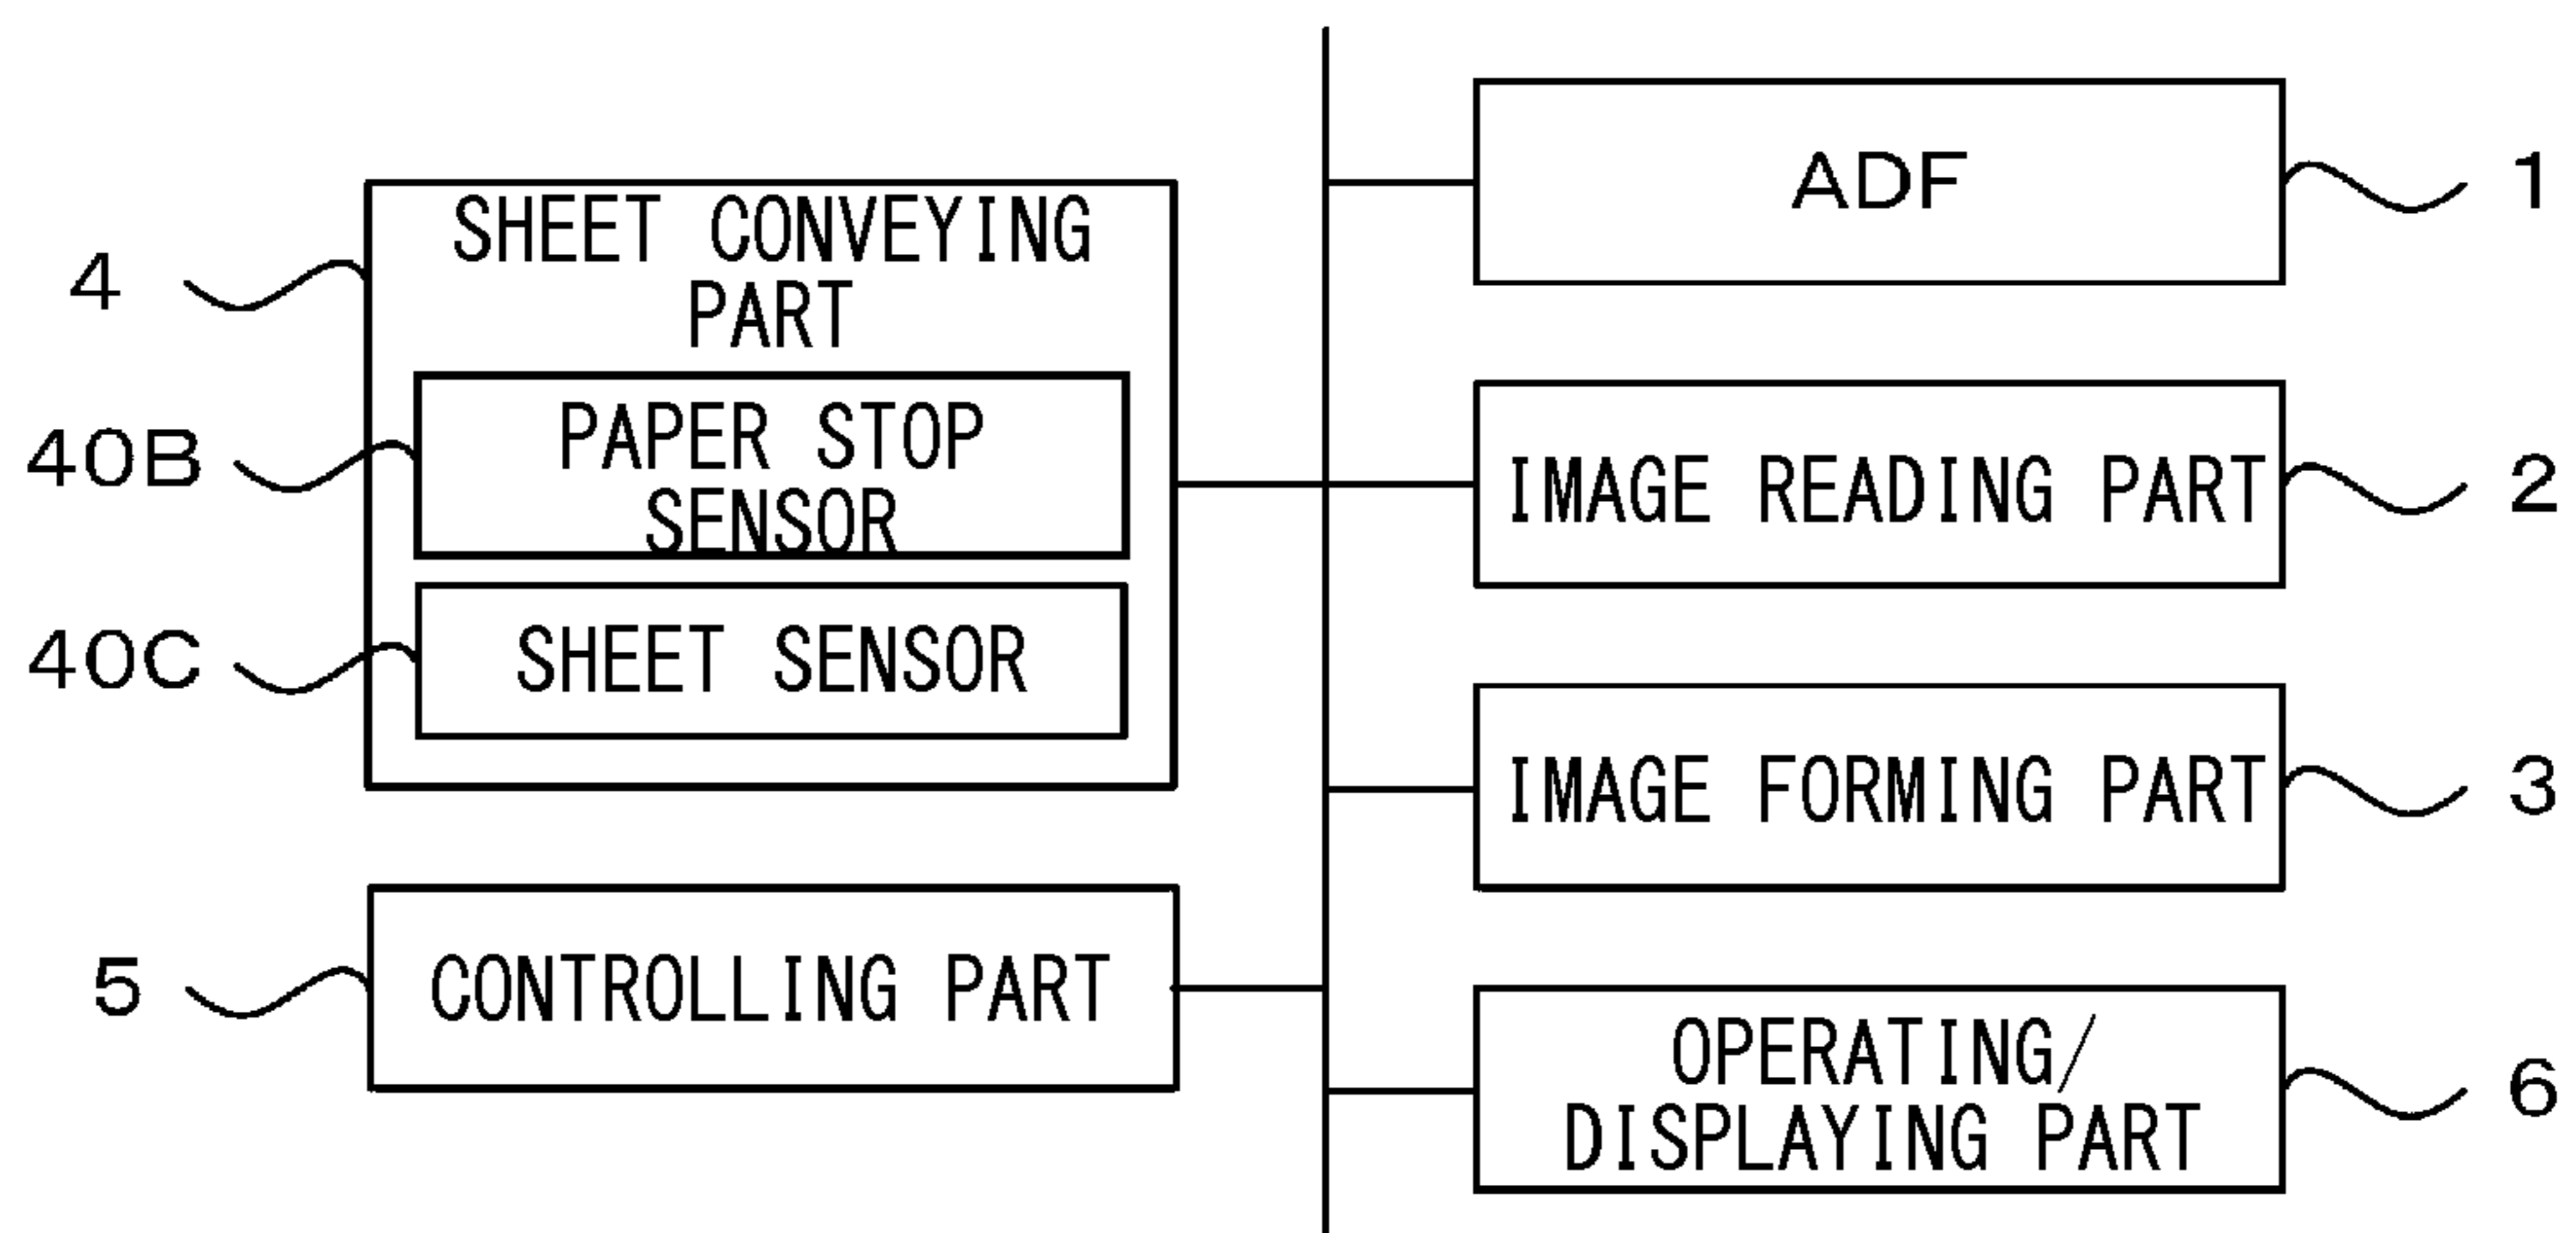 4
SHEET CONVEYING
PART
40B
PAPER STOP
SENSOR
40C
SHEET SENSOR
5
CONTROLLING PART
ADF
1
IMAGE READING PART
2
IMAGE FORMING PART
3
OPERATING/
DISPLAYING PART
6